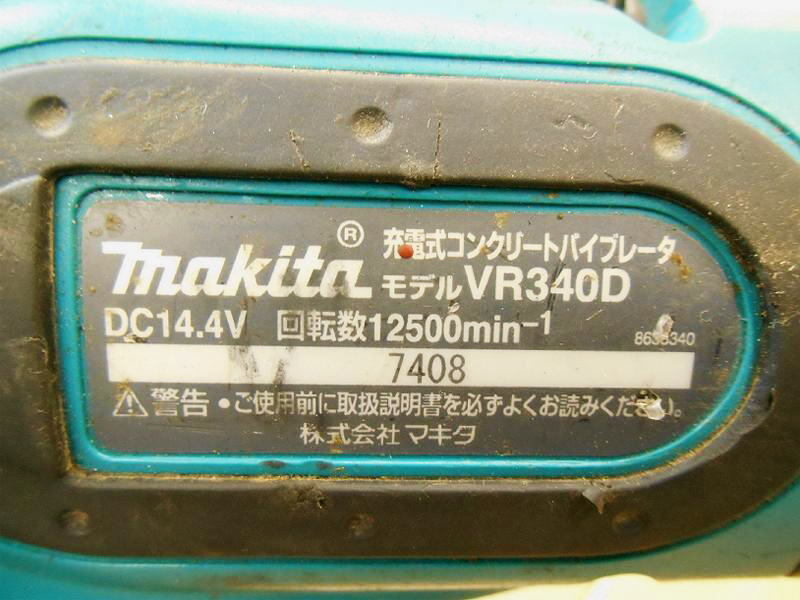 makita® 充電式コンクリートバイブレータ
モデルVR340D
DC14.4V 回転数12500min⁻¹
7408
⚠警告 •ご使用前に取扱説明書を必ずよくお読みください。
株式会社マキタ